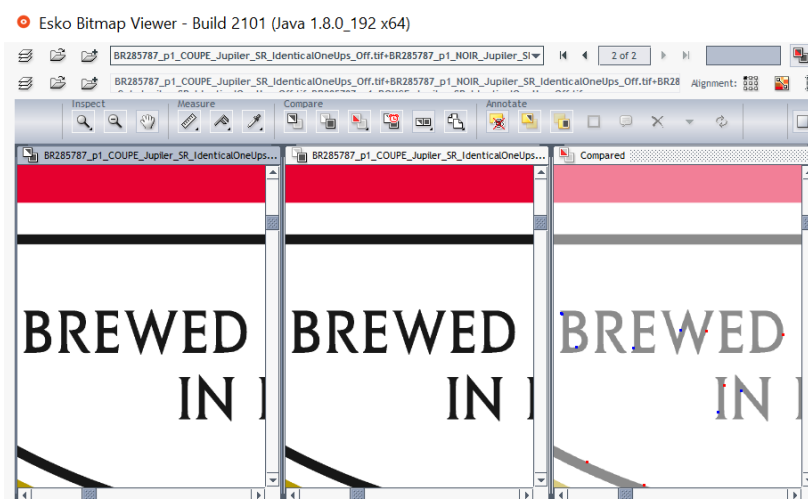 Esko Bitmap Viewer - Build 2101 (Java 1.8.0_192 x64)
BR285787_p1_COUPE_Jupiler_SR_IdenticalOneUps_Off.tif+BR285787_p1_NOIR_Jupiler_S
2 of 2
BR285787_p1_COUPE_Jupiler_SR_IdenticalOneUps_Off.tif+BR285787_p1_NOIR_Jupiler_SR_IdenticalOneUps_Off.tif+BR28
Alignment:
Inspect Measure Compare Annotate
BR285787_p1_COUPE_Jupiler_SR_IdenticalOneUps... BR285787_p1_COUPE_Jupiler_SR_IdenticalOneUps... Compared
BREWED BREWED BREWED
IN IN IN